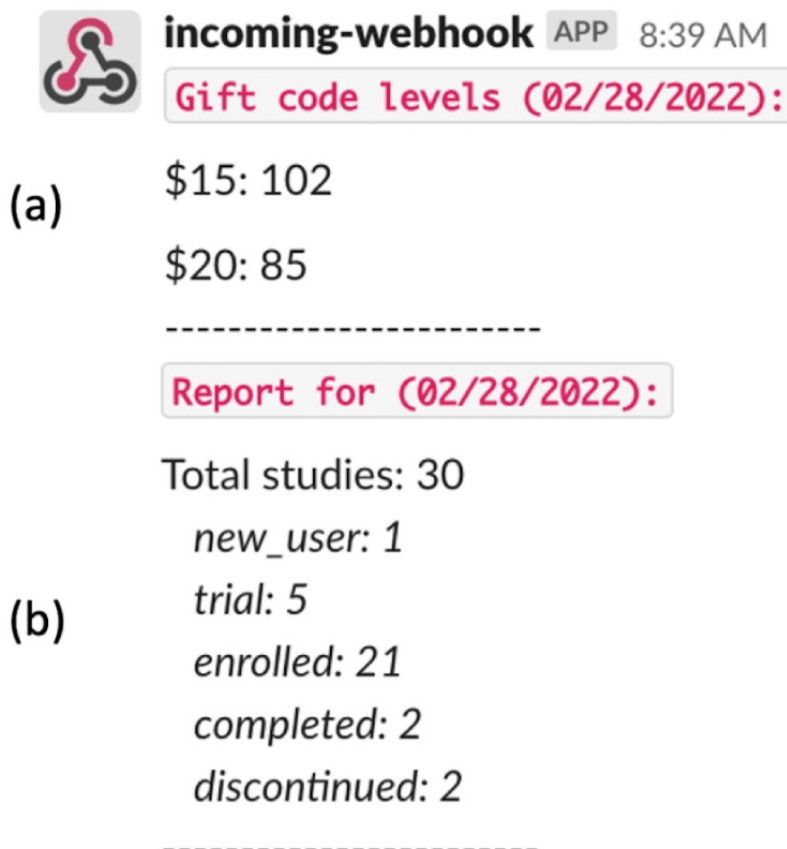 incoming-webhook APP 8:39 AM
Gift code levels (02/28/2022):
(a)
$15: 102
$20: 85
------------------------
Report for (02/28/2022):
Total studies: 30
new_user: 1
trial: 5
(b)
enrolled: 21
completed: 2
discontinued: 2
------------------------